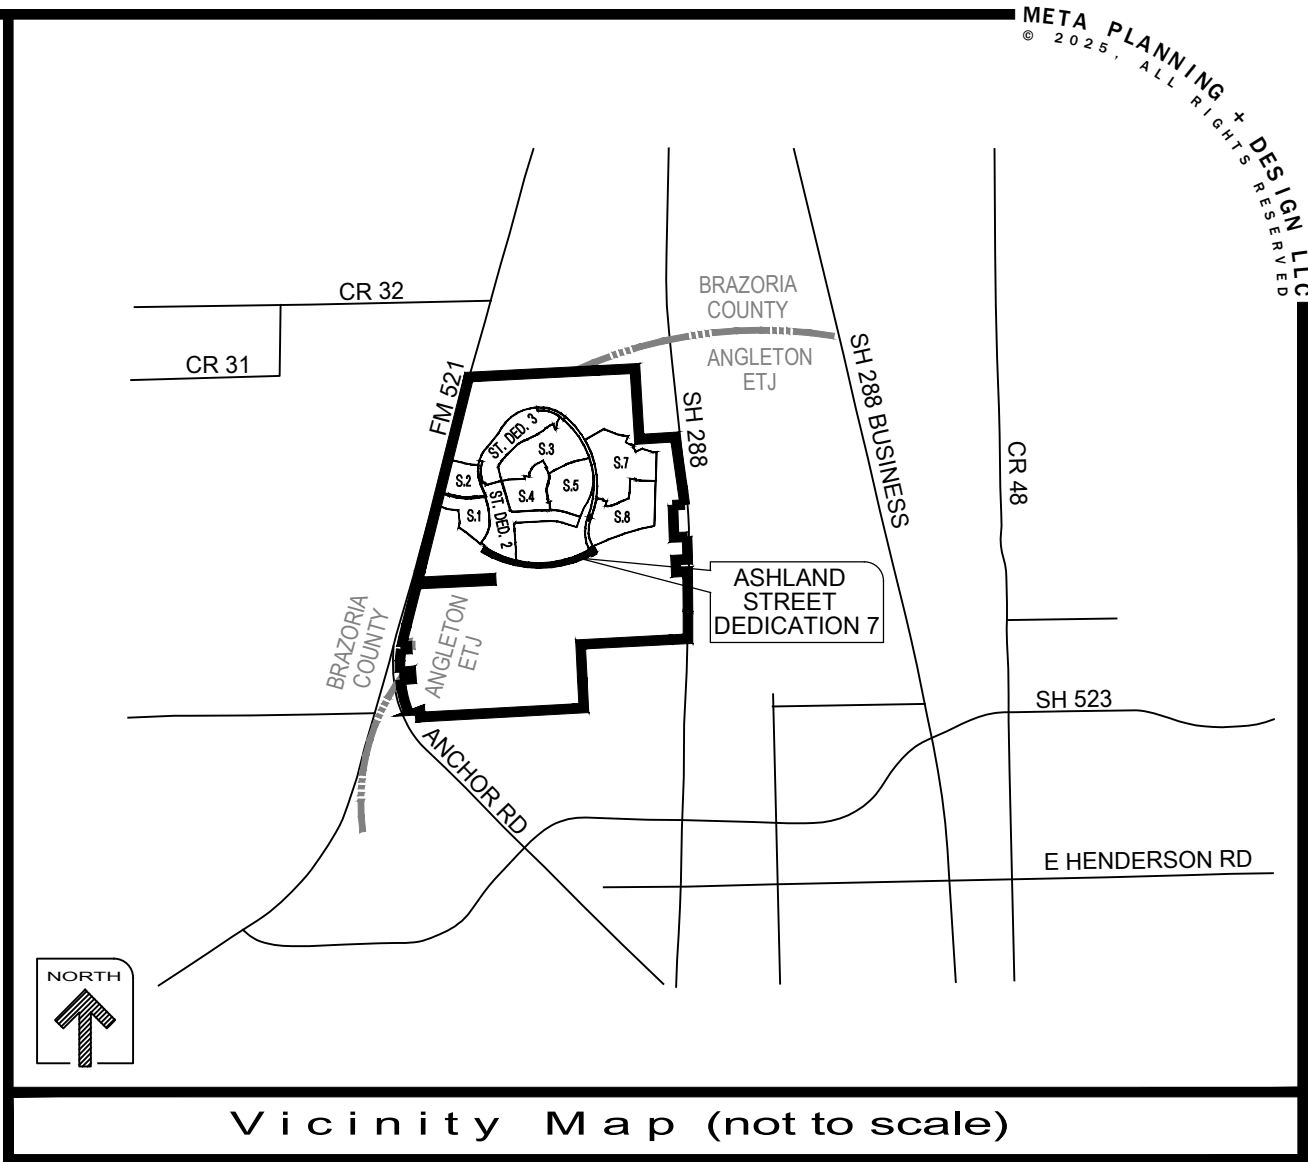 META PLANNING + DESIGN LLC
© 2025, ALL RIGHTS RESERVED
CR 32
BRAZORIA
COUNTY
CR 31
ANGLETON
ETJ
FM 521
SH 288
SH 288 BUSINESS
CR 48
ST. DED. 3
S.3
S.7
S.2
S.4
S.5
S.1
ST. DED. 2
S.8
ASHLAND
STREET
DEDICATION 7
BRAZORIA
COUNTY
ANGLETON
ETJ
SH 523
ANCHOR RD
E HENDERSON RD
NORTH
Vicinity Map (not to scale)